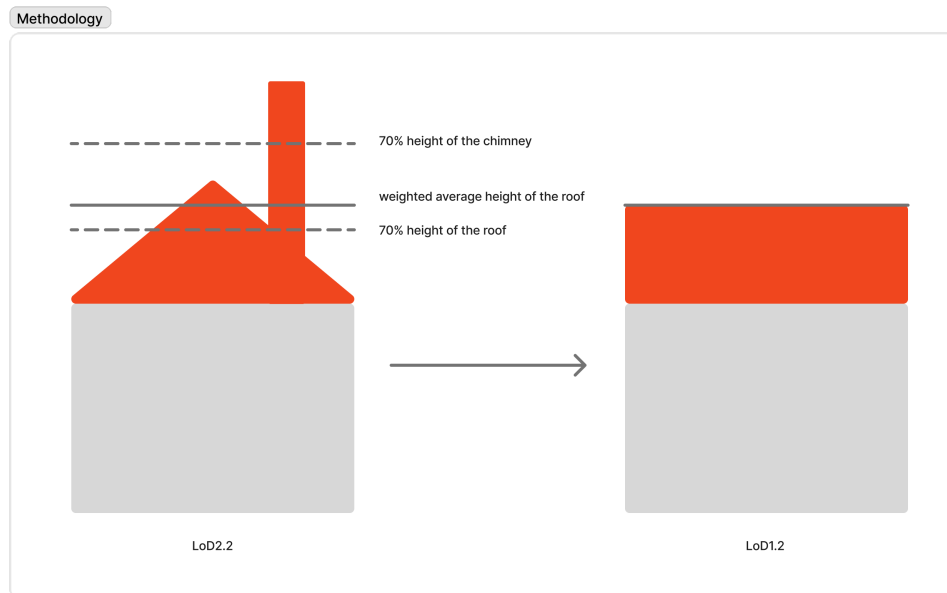 Methodology
70% height of the chimney
weighted average height of the roof
70% height of the roof
LoD2.2
LoD1.2